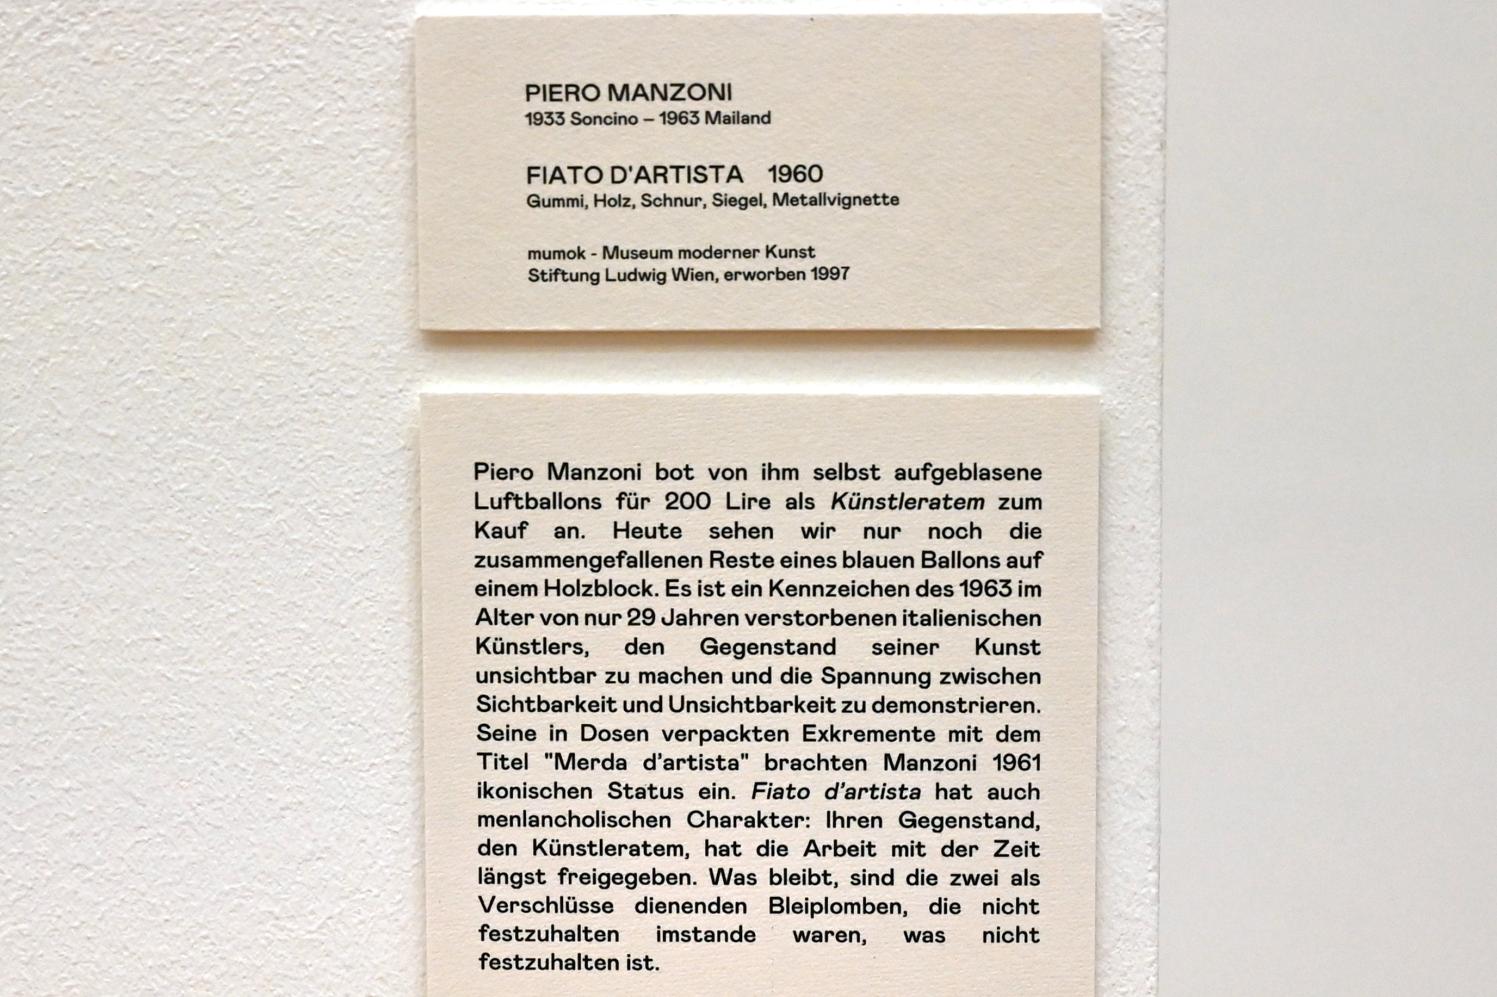 PIERO MANZONI
1933 Soncino – 1963 Mailand
FIATO D'ARTISTA 1960
Gummi, Holz, Schnur, Siegel, Metallvignette
mumok - Museum moderner Kunst
Stiftung Ludwig Wien, erworben 1997
Piero Manzoni bot von ihm selbst aufgeblasene
Luftballons für 200 Lire als Künstleratem zum
Kauf an. Heute sehen wir nur noch die
zusammengefallenen Reste eines blauen Ballons auf
einem Holzblock. Es ist ein Kennzeichen des 1963 im
Alter von nur 29 Jahren verstorbenen italienischen
Künstlers, den Gegenstand seiner Kunst
unsichtbar zu machen und die Spannung zwischen
Sichtbarkeit und Unsichtbarkeit zu demonstrieren.
Seine in Dosen verpackten Exkremente mit dem
Titel "Merda d’artista" brachten Manzoni 1961
ikonischen Status ein. Fiato d’artista hat auch
menlancholischen Charakter: Ihren Gegenstand,
den Künstleratem, hat die Arbeit mit der Zeit
längst freigegeben. Was bleibt, sind die zwei als
Verschlüsse dienenden Bleiplomben, die nicht
festzuhalten imstande waren, was nicht
festzuhalten ist.